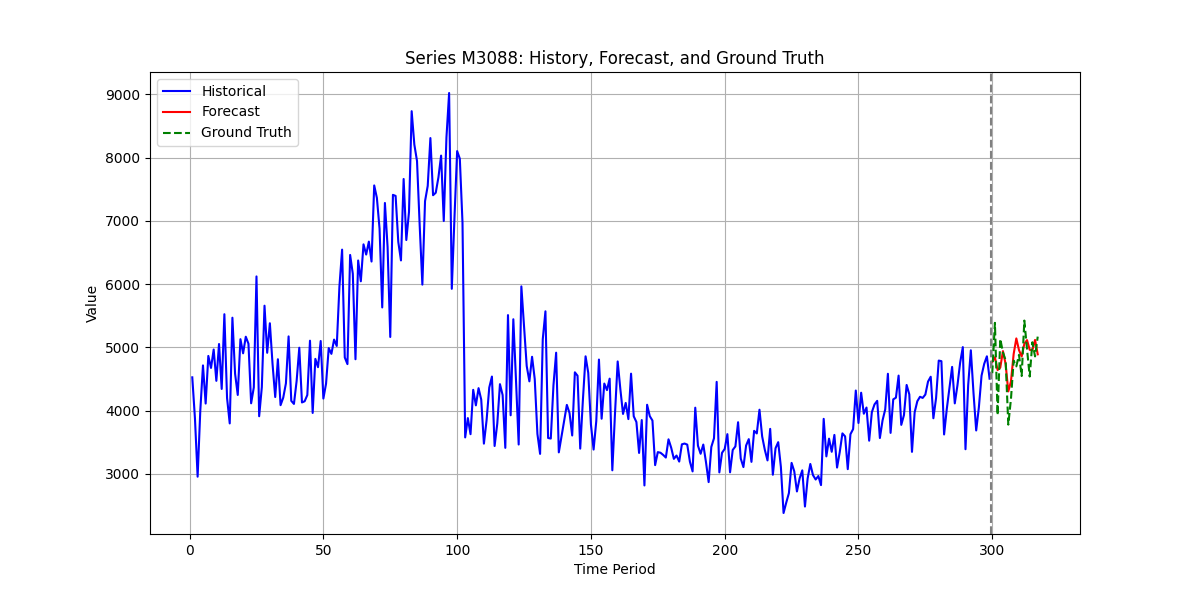 Series M3088: History, Forecast, and Ground Truth
Historical
Forecast
Ground Truth
9000
8000
7000
6000
5000
4000
3000
Value
0 50 100 150 200 250 300
Time Period